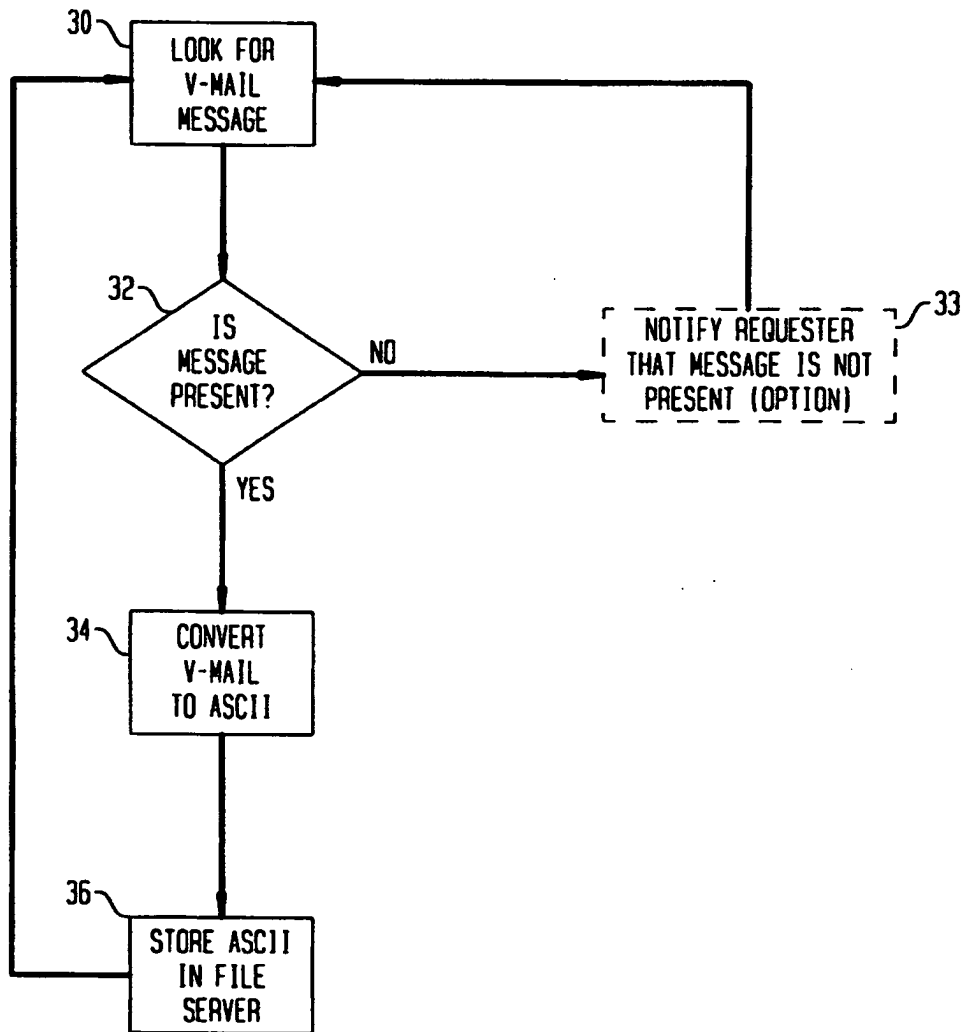 30
LOOK FOR
V-MAIL
MESSAGE
32
IS
MESSAGE
PRESENT?
NO
33
NOTIFY REQUESTER
THAT MESSAGE IS NOT
PRESENT (OPTION)
YES
34
CONVERT
V-MAIL
TO ASCII
36
STORE ASCII
IN FILE
SERVER